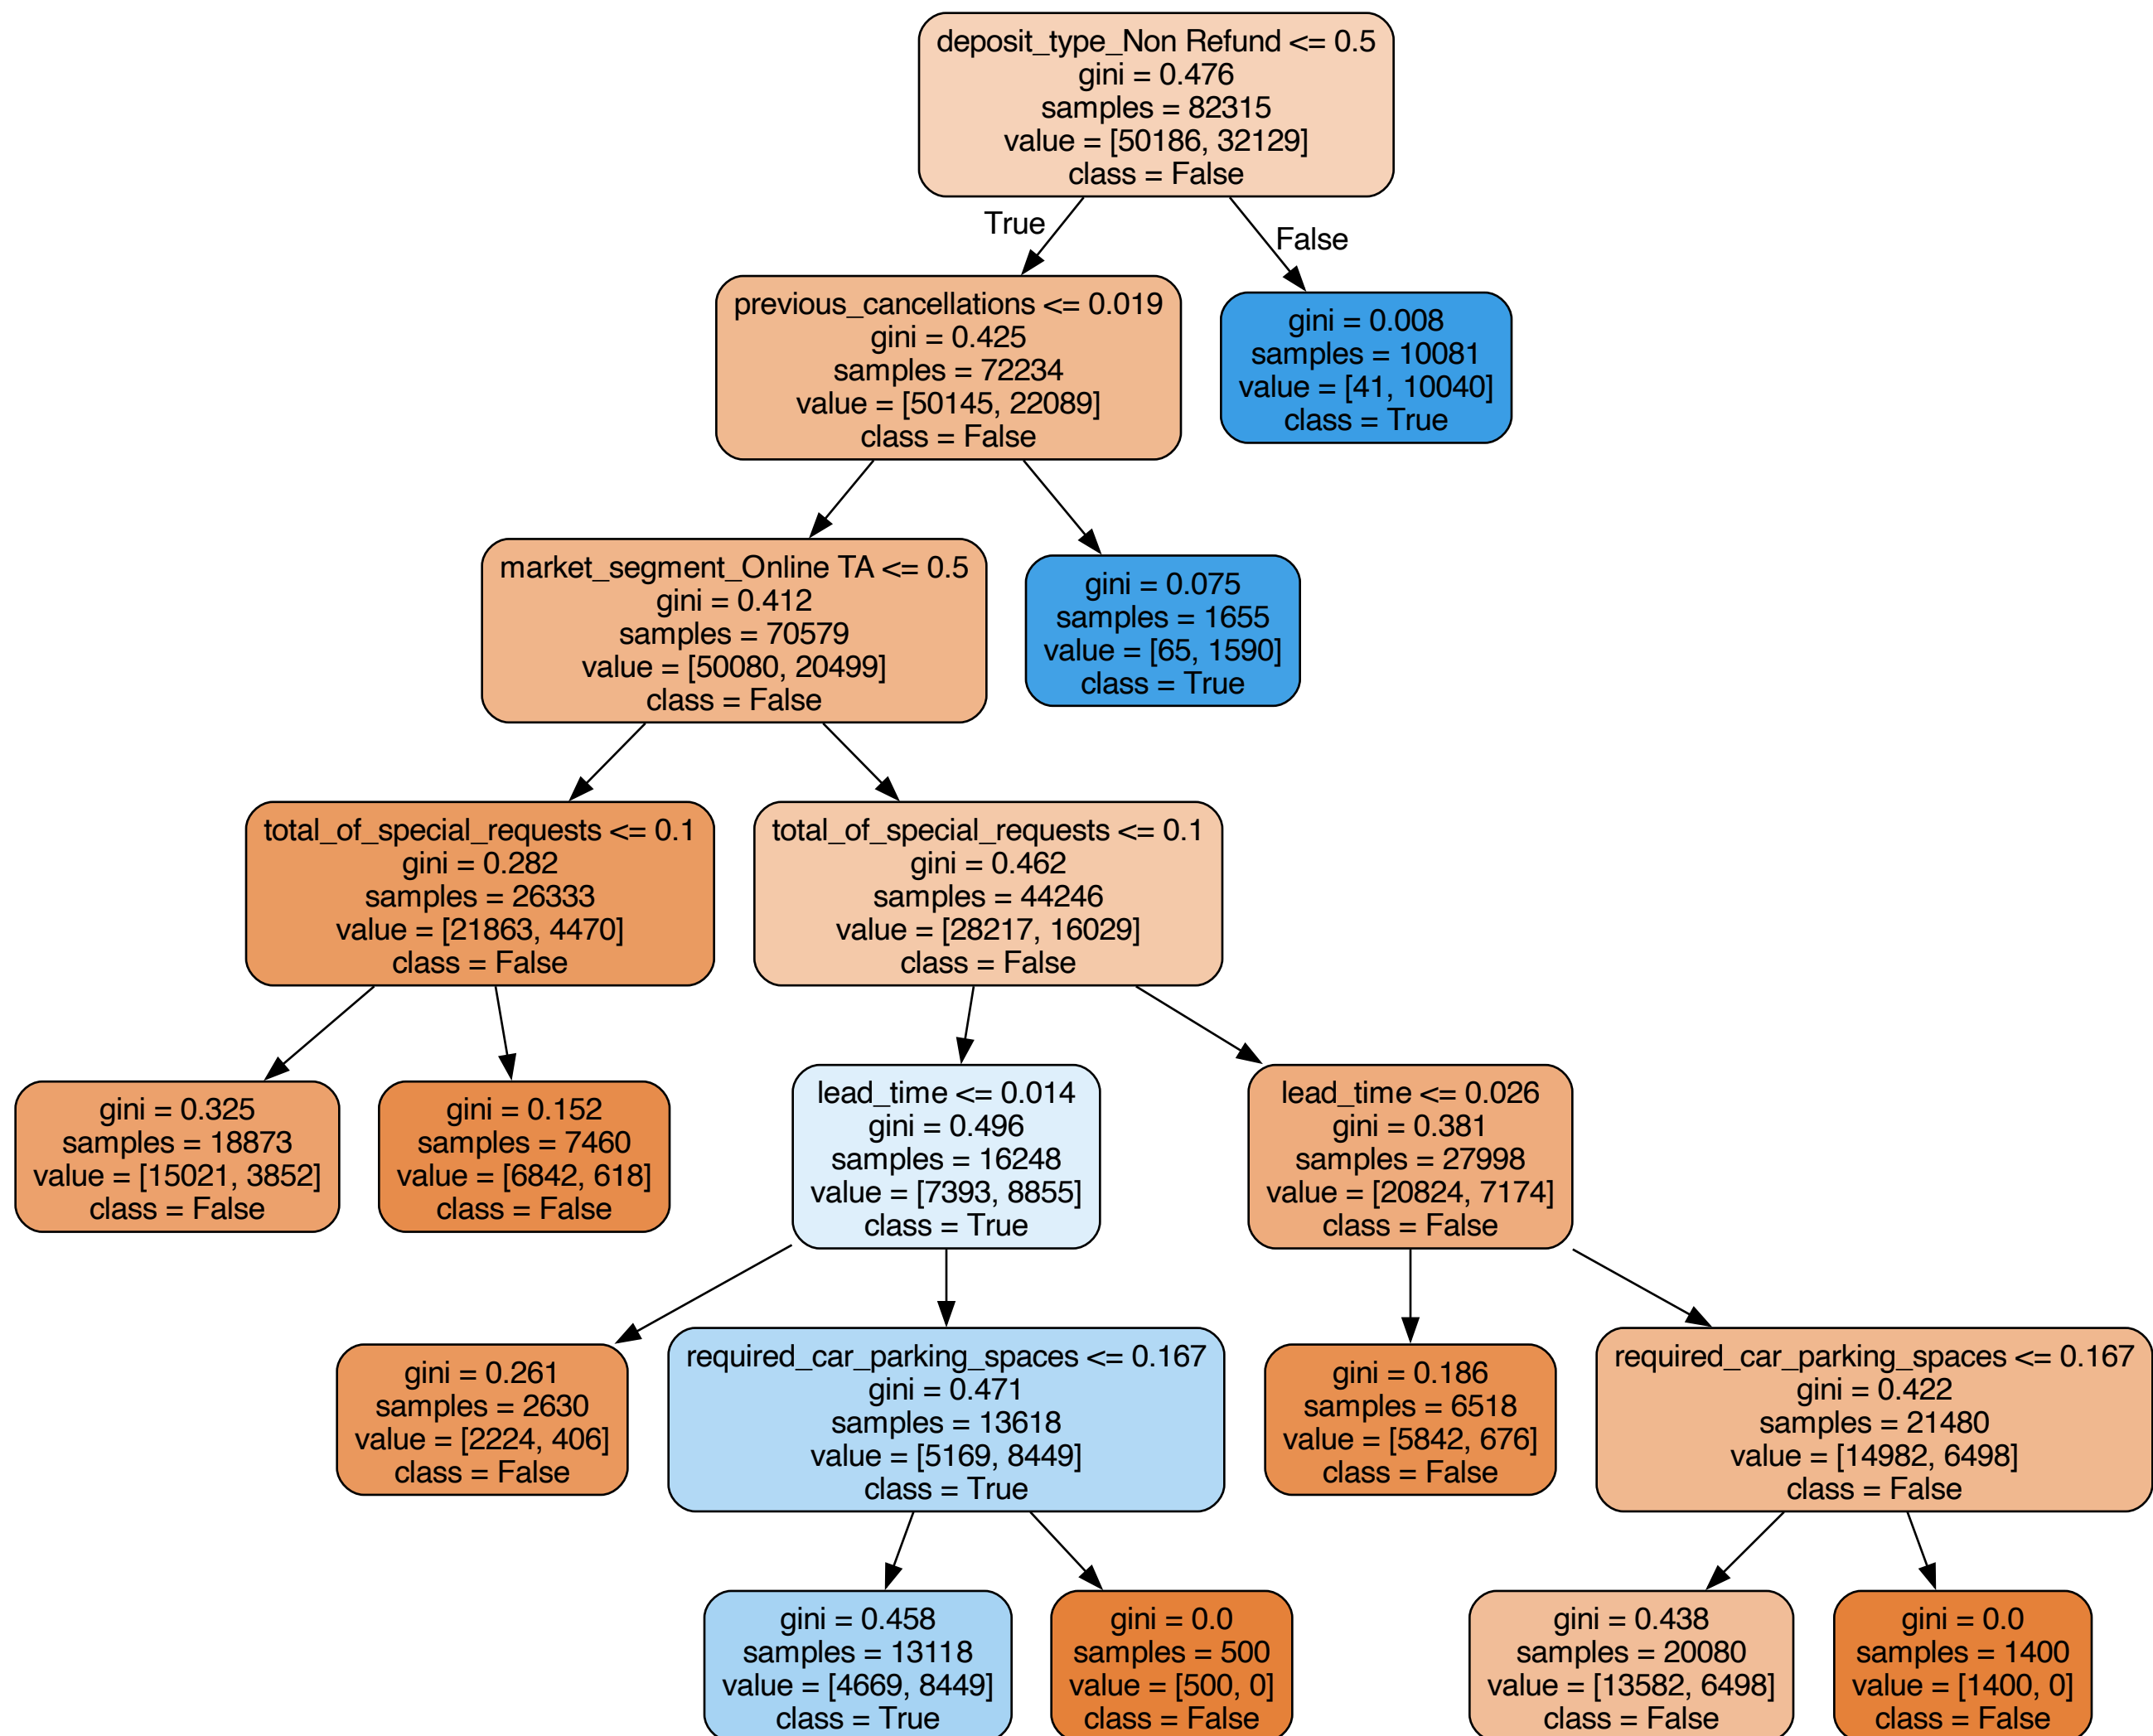 deposit_type_Non Refund <= 0.5
gini = 0.476
samples = 82315
value = [50186, 32129]
class = False
True
False
previous_cancellations <= 0.019
gini = 0.425
samples = 72234
value = [50145, 22089]
class = False
gini = 0.008
samples = 10081
value = [41, 10040]
class = True
market_segment_Online TA <= 0.5
gini = 0.412
samples = 70579
value = [50080, 20499]
class = False
gini = 0.075
samples = 1655
value = [65, 1590]
class = True
total_of_special_requests <= 0.1
gini = 0.282
samples = 26333
value = [21863, 4470]
class = False
total_of_special_requests <= 0.1
gini = 0.462
samples = 44246
value = [28217, 16029]
class = False
gini = 0.325
samples = 18873
value = [15021, 3852]
class = False
gini = 0.152
samples = 7460
value = [6842, 618]
class = False
lead_time <= 0.014
gini = 0.496
samples = 16248
value = [7393, 8855]
class = True
lead_time <= 0.026
gini = 0.381
samples = 27998
value = [20824, 7174]
class = False
gini = 0.261
samples = 2630
value = [2224, 406]
class = False
required_car_parking_spaces <= 0.167
gini = 0.471
samples = 13618
value = [5169, 8449]
class = True
gini = 0.186
samples = 6518
value = [5842, 676]
class = False
required_car_parking_spaces <= 0.167
gini = 0.422
samples = 21480
value = [14982, 6498]
class = False
gini = 0.458
samples = 13118
value = [4669, 8449]
class = True
gini = 0.0
samples = 500
value = [500, 0]
class = False
gini = 0.438
samples = 20080
value = [13582, 6498]
class = False
gini = 0.0
samples = 1400
value = [1400, 0]
class = False